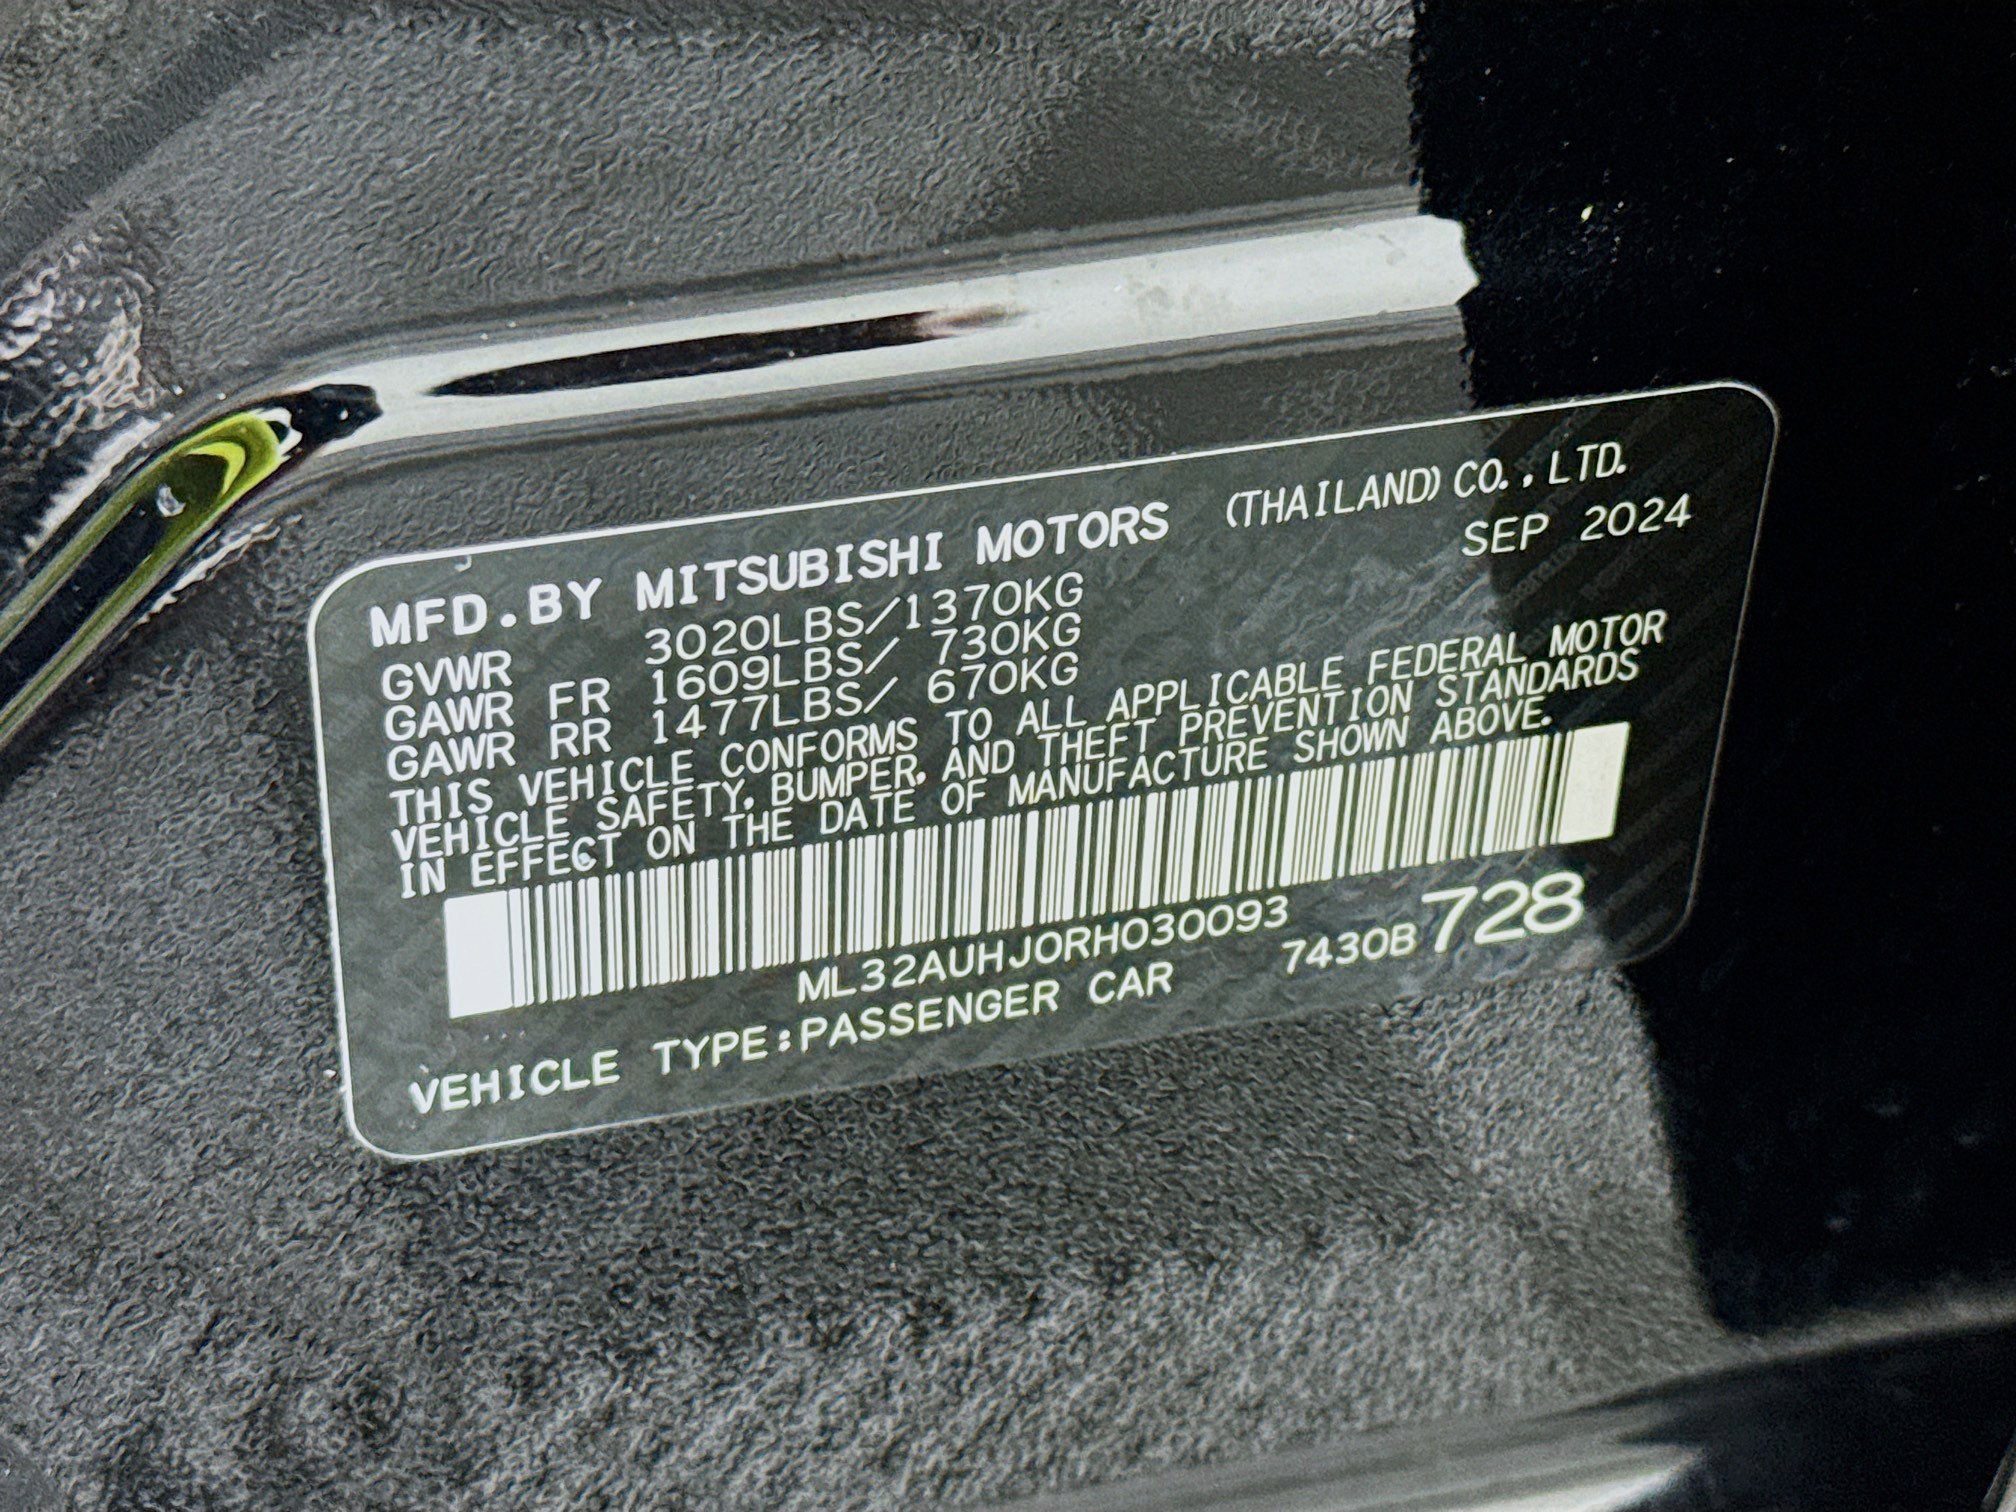 MFD.BY MITSUBISHI MOTORS (THAILAND) CO.,LTD.
SEP 2024
GVWR 3020LBS/1370KG
GAWR FR 1609LBS/ 730KG
GAWR RR 1477LBS/ 670KG
THIS VEHICLE CONFORMS TO ALL APPLICABLE FEDERAL MOTOR
VEHICLE SAFETY, BUMPER, AND THEFT PREVENTION STANDARDS
IN EFFECT ON THE DATE OF MANUFACTURE SHOWN ABOVE.
ML32AUHJ0RH030093
VEHICLE TYPE:PASSENGER CAR 7430B 728